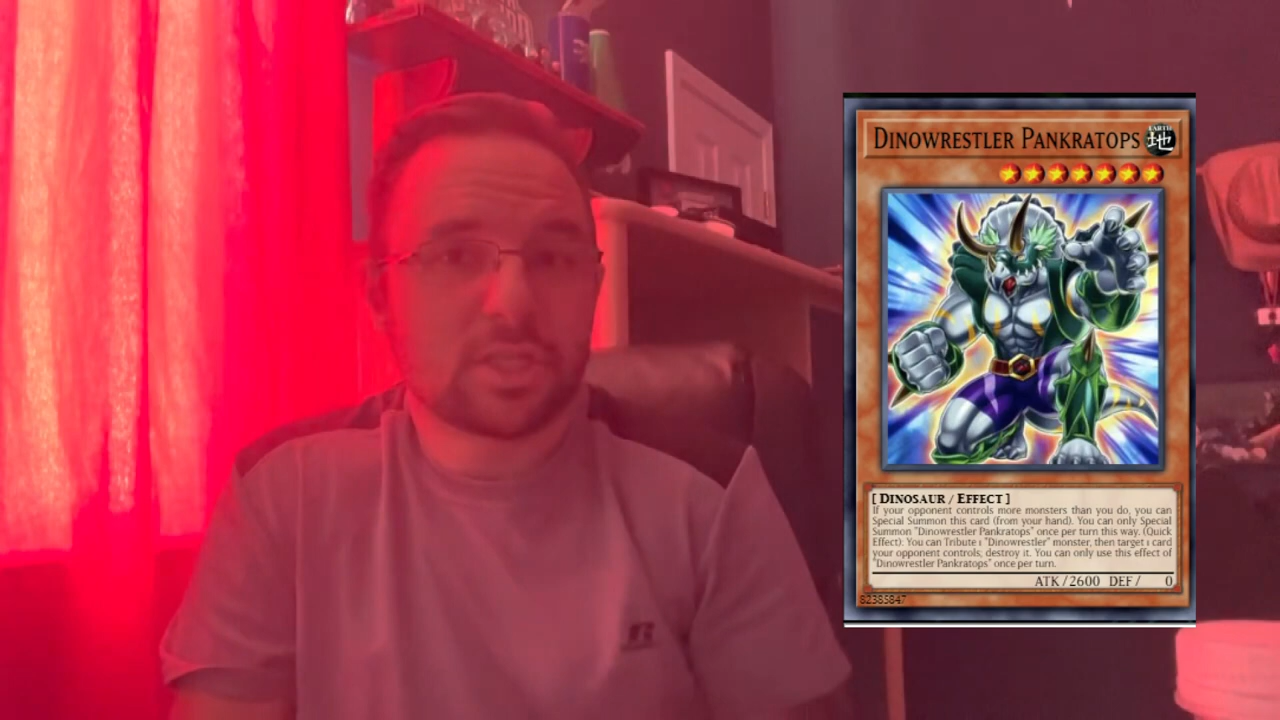 DINOWRESTLER PANKRATOPS
EARTH
地
[ DINOSAUR / EFFECT ]
If your opponent controls more monsters than you do, you can
Special Summon this card (from your hand). You can only Special
Summon "Dinowrestler Pankratops" once per turn this way. (Quick
Effect): You can Tribute 1 "Dinowrestler" monster, then target 1 card
your opponent controls; destroy it. You can only use this effect of
"Dinowrestler Pankratops" once per turn.
ATK / 2600 DEF / 0
82385847